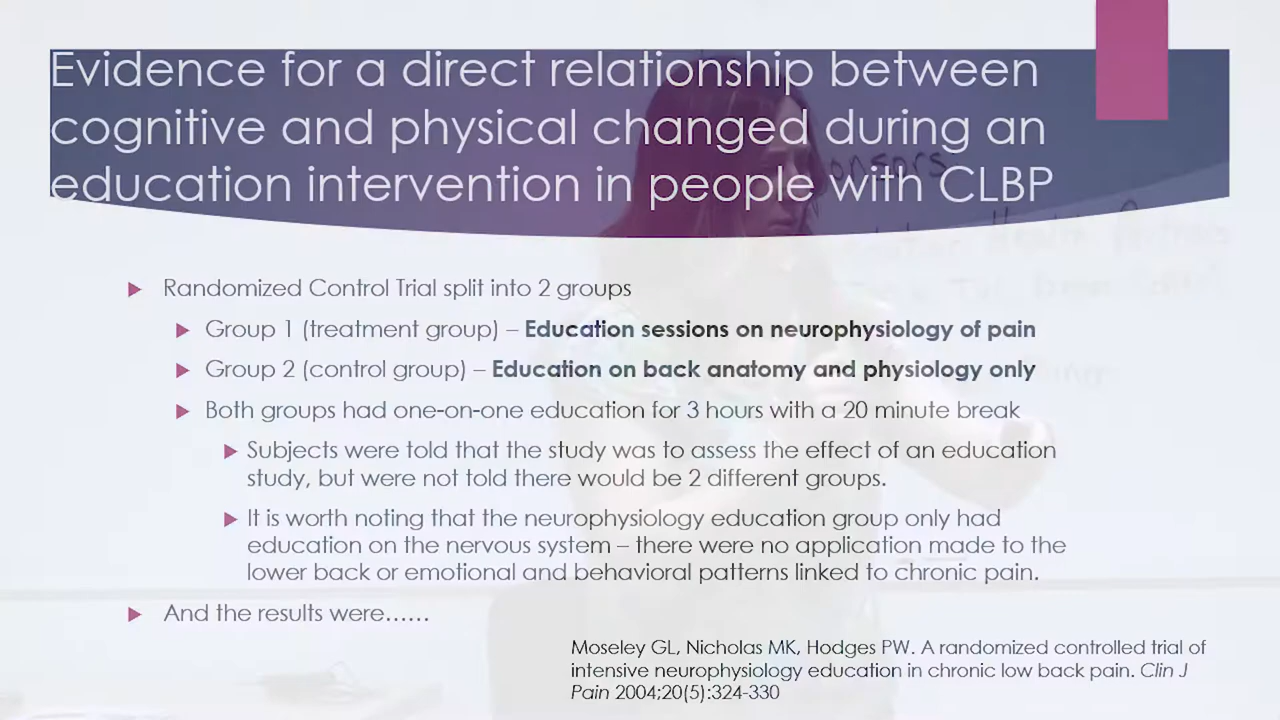 Evidence for a direct relationship between
cognitive and physical changed during an
education intervention in people with CLBP
onsors
Randomized Control Trial split into 2 groups
Group 1 (treatment group) – Education sessions on neurophysiology of pain
Group 2 (control group) – Education on back anatomy and physiology only
Both groups had one-on-one education for 3 hours with a 20 minute break
Subjects were told that the study was to assess the effect of an education
study, but were not told there would be 2 different groups.
It is worth noting that the neurophysiology education group only had
education on the nervous system – there were no application made to the
lower back or emotional and behavioral patterns linked to chronic pain.
And the results were……
Moseley GL, Nicholas MK, Hodges PW. A randomized controlled trial of
intensive neurophysiology education in chronic low back pain. Clin J
Pain 2004;20(5):324-330